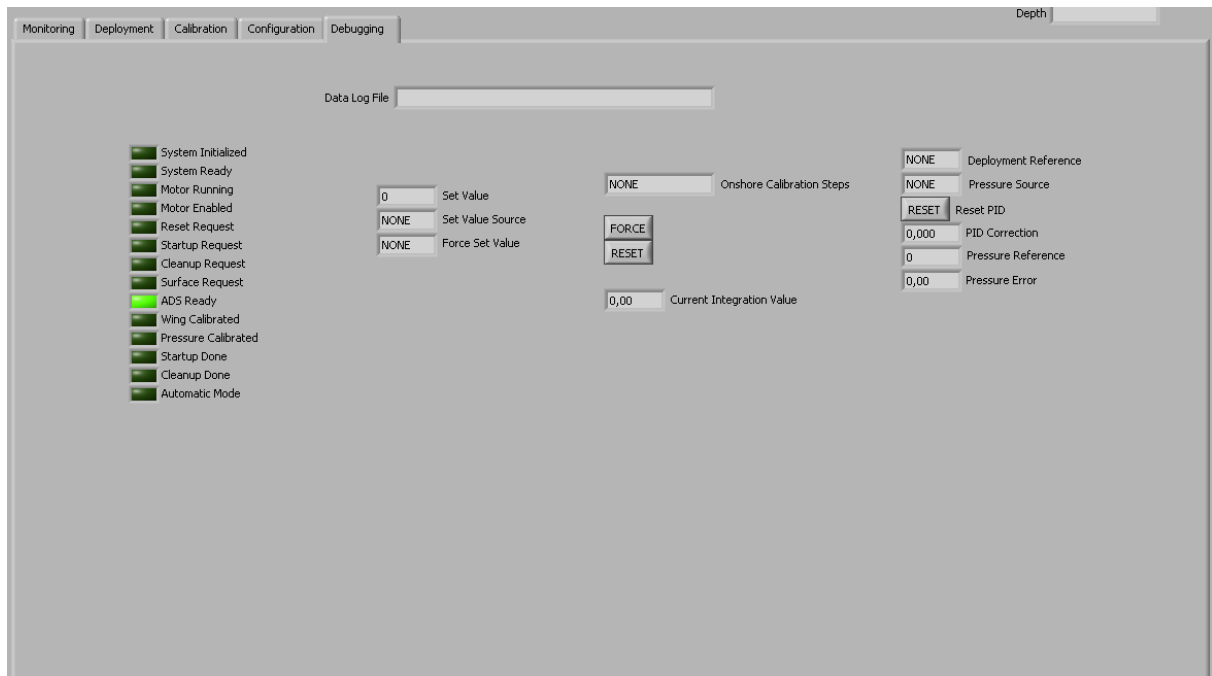 Depth
Monitoring Deployment Calibration Configuration Debugging
Data Log File
System Initialized
System Ready
Motor Running
Motor Enabled
Reset Request
Startup Request
Cleanup Request
Surface Request
ADS Ready
Wing Calibrated
Pressure Calibrated
Startup Done
Cleanup Done
Automatic Mode
0 Set Value
NONE Set Value Source
NONE Force Set Value
NONE Onshore Calibration Steps
FORCE
RESET
0,00 Current Integration Value
NONE Deployment Reference
NONE Pressure Source
RESET Reset PID
0,000 PID Correction
0 Pressure Reference
0,00 Pressure Error